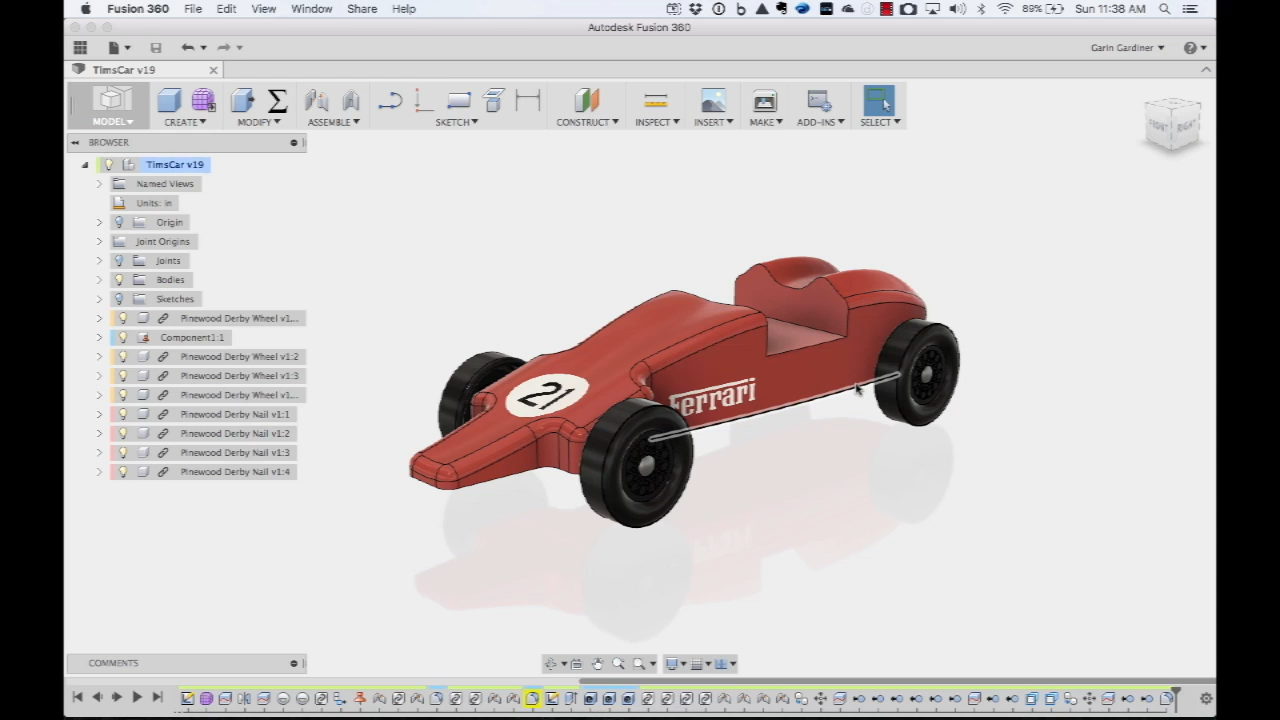 Fusion 360 File Edit View Window Share Help 89% Sun 11:38 AM
Autodesk Fusion 360
Garin Gardiner
TimsCar v19
MODEL CREATE MODIFY ASSEMBLE SKETCH CONSTRUCT INSPECT INSERT MAKE ADD-INS SELECT
FRONT RIGHT
BROWSER
TimsCar v19
Named Views
Units: in
Origin
Joint Origins
Joints
Bodies
Sketches
Pinewood Derby Wheel v1...
Component1:1
Pinewood Derby Wheel v1:2
Pinewood Derby Wheel v1:3
Pinewood Derby Wheel v1...
Pinewood Derby Nail v1:1
Pinewood Derby Nail v1:2
Pinewood Derby Nail v1:3
Pinewood Derby Nail v1:4
21
Ferrari
COMMENTS